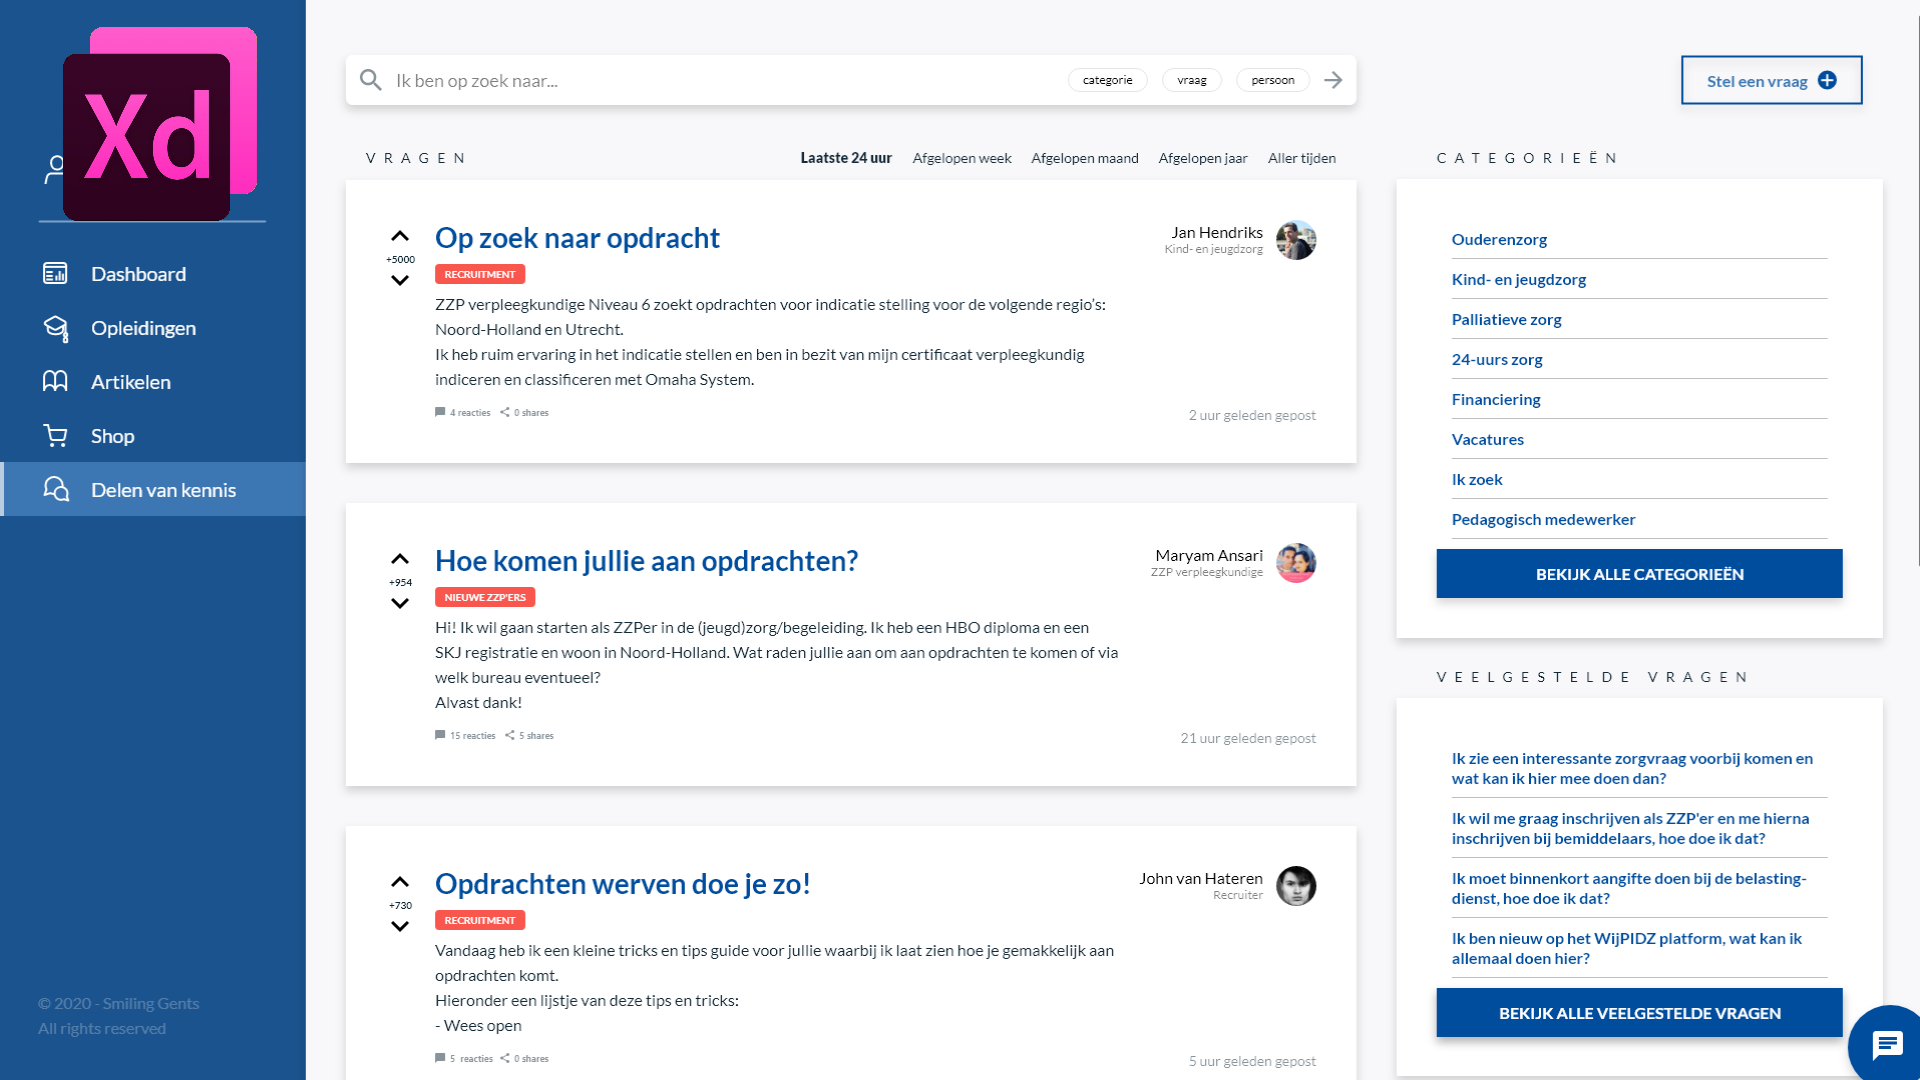 Xd
Dashboard
Opleidingen
Artikelen
Shop
Delen van kennis
© 2020 - Smiling Gents
All rights reserved
Ik ben op zoek naar...
categorie
vraag
persoon
Stel een vraag
VRAGEN
Laatste 24 uur
Afgelopen week
Afgelopen maand
Afgelopen jaar
Aller tijden
+5000
Op zoek naar opdracht
RECRUITMENT
Jan Hendriks
Kind- en jeugdzorg
ZZP verpleegkundige Niveau 6 zoekt opdrachten voor indicatie stelling voor de volgende regio's:
Noord-Holland en Utrecht.
Ik heb ruim ervaring in het indicatie stellen en ben in bezit van mijn certificaat verpleegkundig
indiceren en classificeren met Omaha System.
4 reacties
0 shares
2 uur geleden gepost
+954
Hoe komen jullie aan opdrachten?
NIEUWE ZZP'ERS
Maryam Ansari
ZZP verpleegkundige
Hi! Ik wil gaan starten als ZZPer in de (jeugd)zorg/begeleiding. Ik heb een HBO diploma en een
SKJ registratie en woon in Noord-Holland. Wat raden jullie aan om aan opdrachten te komen of via
welk bureau eventueel?
Alvast dank!
15 reacties
5 shares
21 uur geleden gepost
+730
Opdrachten werven doe je zo!
RECRUITMENT
John van Hateren
Recruiter
Vandaag heb ik een kleine tricks en tips guide voor jullie waarbij ik laat zien hoe je gemakkelijk aan
opdrachten komt.
Hieronder een lijstje van deze tips en tricks:
- Wees open
5 reacties
0 shares
5 uur geleden gepost
CATEGORIEËN
Ouderenzorg
Kind- en jeugdzorg
Palliatieve zorg
24-uurs zorg
Financiering
Vacatures
Ik zoek
Pedagogisch medewerker
BEKIJK ALLE CATEGORIEËN
VEELGESTELDE VRAGEN
Ik zie een interessante zorgvraag voorbij komen en
wat kan ik hier mee doen dan?
Ik wil me graag inschrijven als ZZP'er en me hierna
inschrijven bij bemiddelaars, hoe doe ik dat?
Ik moet binnenkort aangifte doen bij de belasting-
dienst, hoe doe ik dat?
Ik ben nieuw op het WijPIDZ platform, wat kan ik
allemaal doen hier?
BEKIJK ALLE VEELGESTELDE VRAGEN